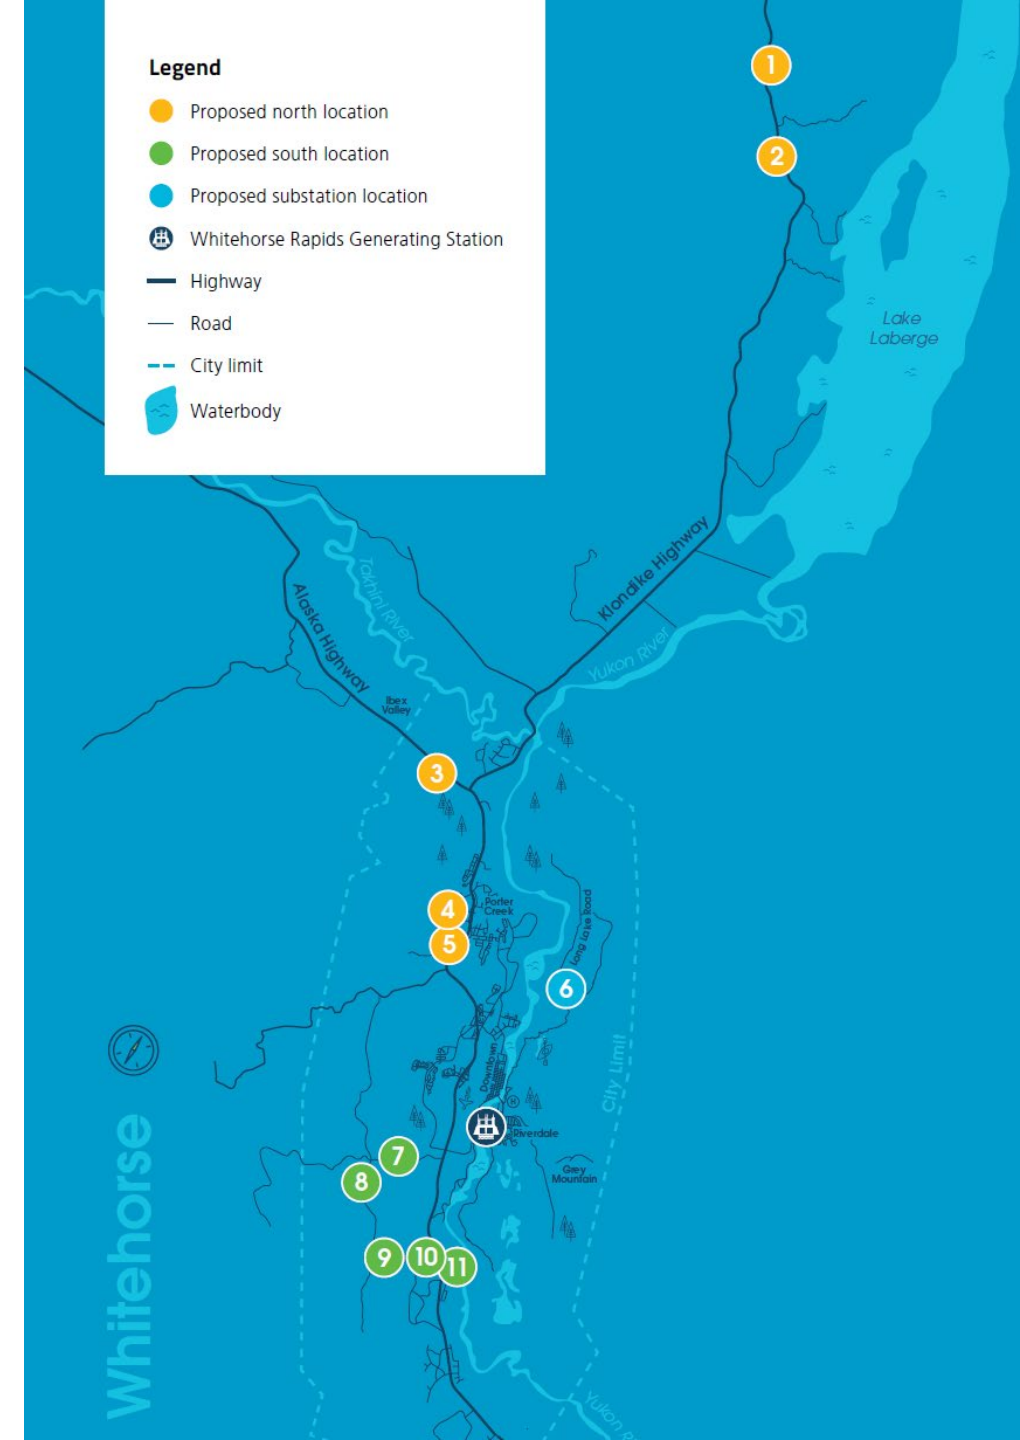 Legend
Proposed north location
Proposed south location
Proposed substation location
Whitehorse Rapids Generating Station
Highway
Road
City limit
Waterbody
1
2
Lake
Laberge
Klondike Highway
Takhini River
Alaska Highway
Yukon River
Ibex
Valley
3
4
Porter
Creek
5
Long Lake Road
6
City Limit
Downtown
Riverdale
7
Grey
Mountain
8
9
10
11
Whitehorse
Yukon R